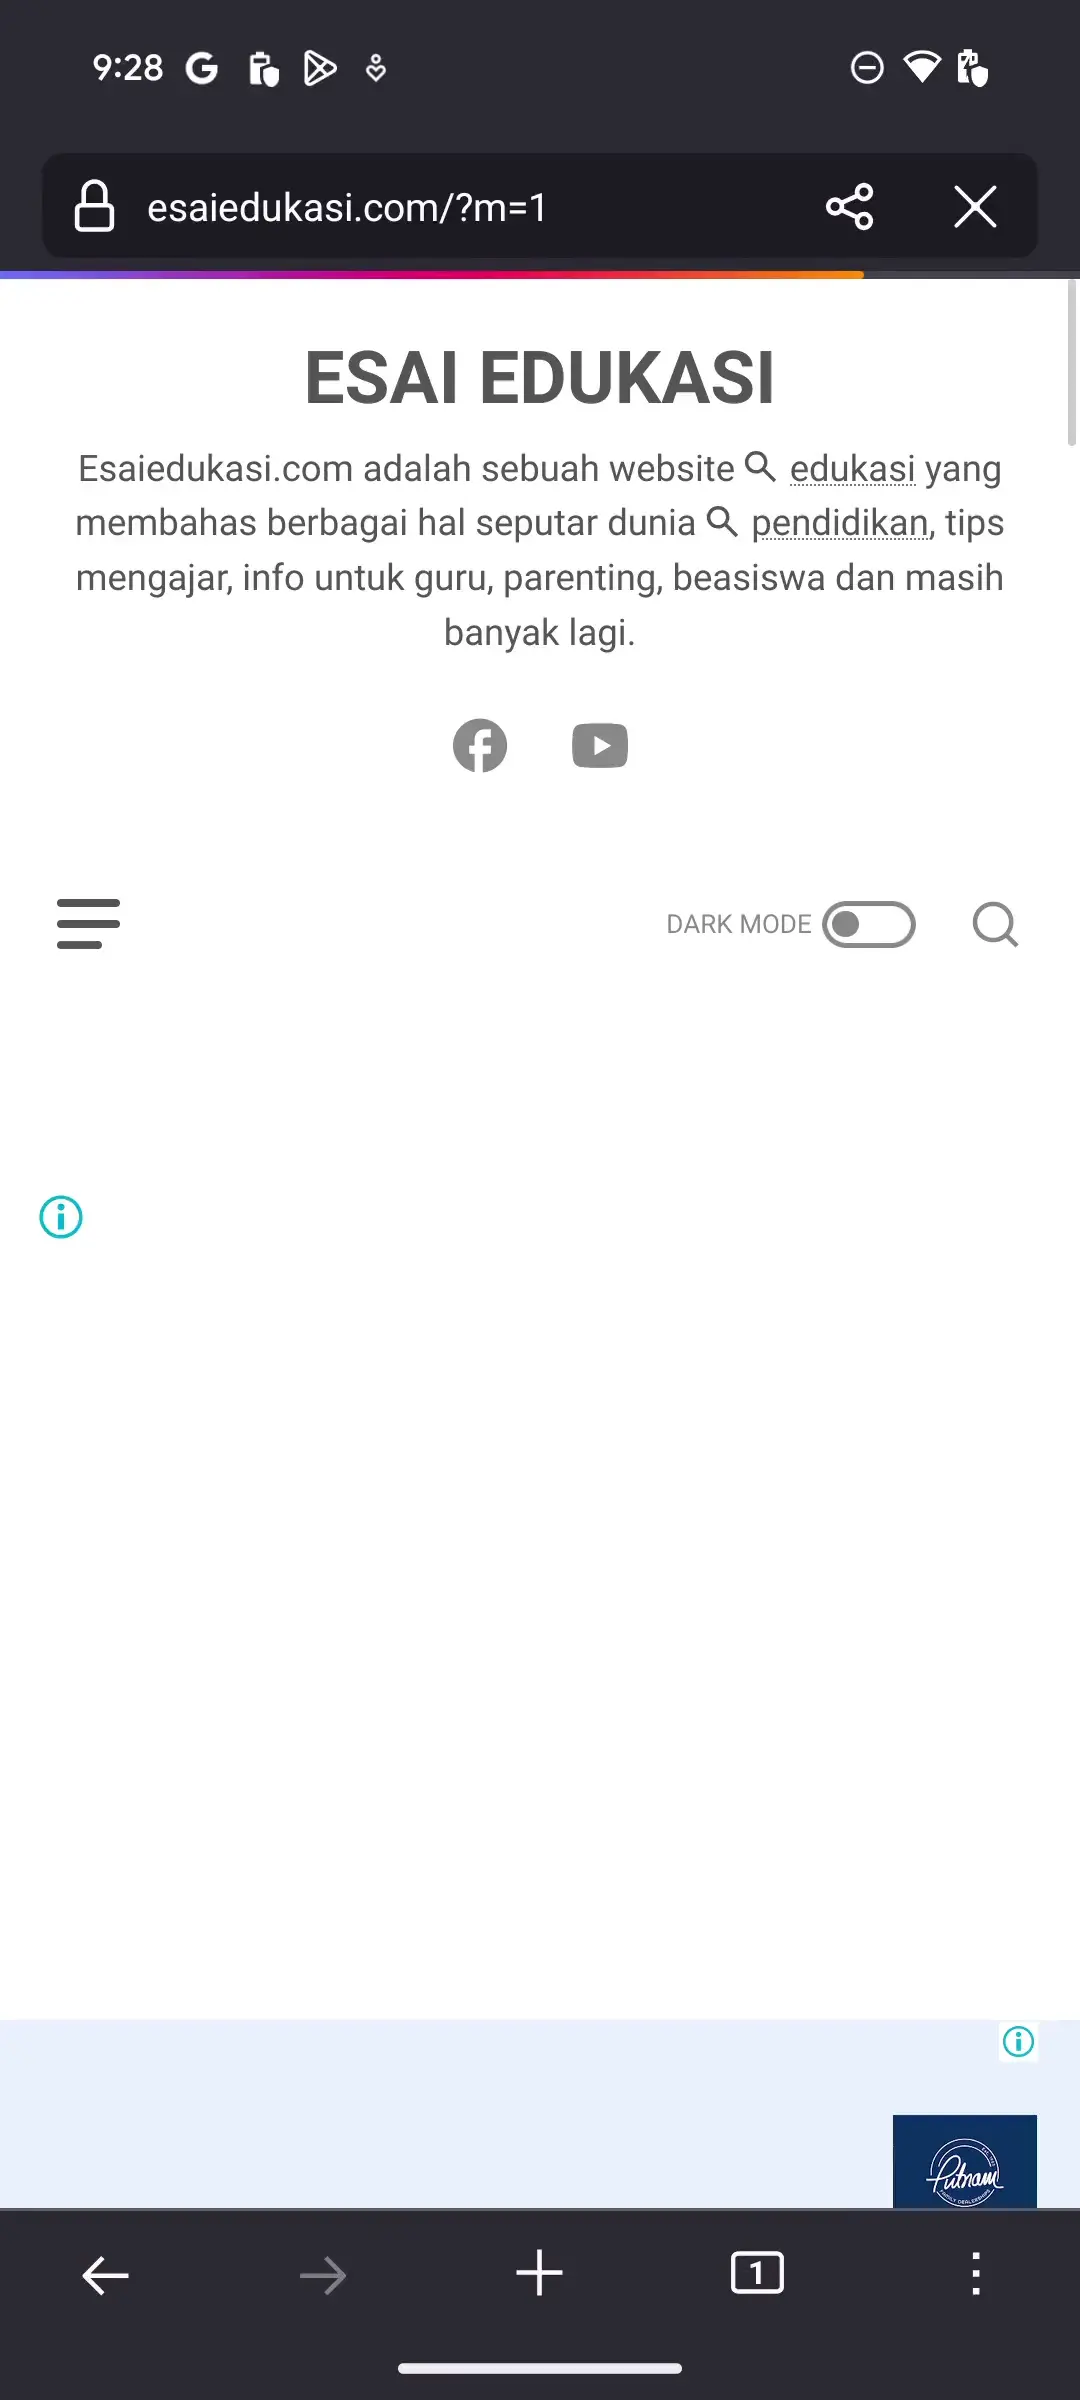 9:28
esaiedukasi.com/?m=1
ESAI EDUKASI
Esaiedukasi.com adalah sebuah website edukasi yang
membahas berbagai hal seputar dunia pendidikan, tips
mengajar, info untuk guru, parenting, beasiswa dan masih
banyak lagi.
DARK MODE
Putnam
1